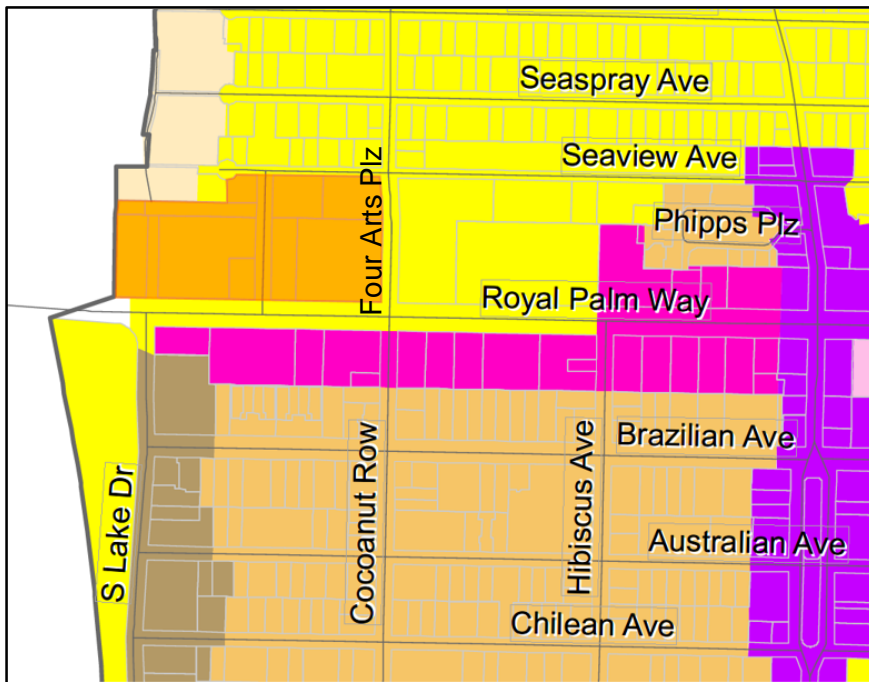 Seaspray Ave
Seaview Ave
Four Arts Plz
Phipps Plz
Royal Palm Way
Brazilian Ave
Cocoanut Row
Hibiscus Ave
S Lake Dr
Australian Ave
Chilean Ave